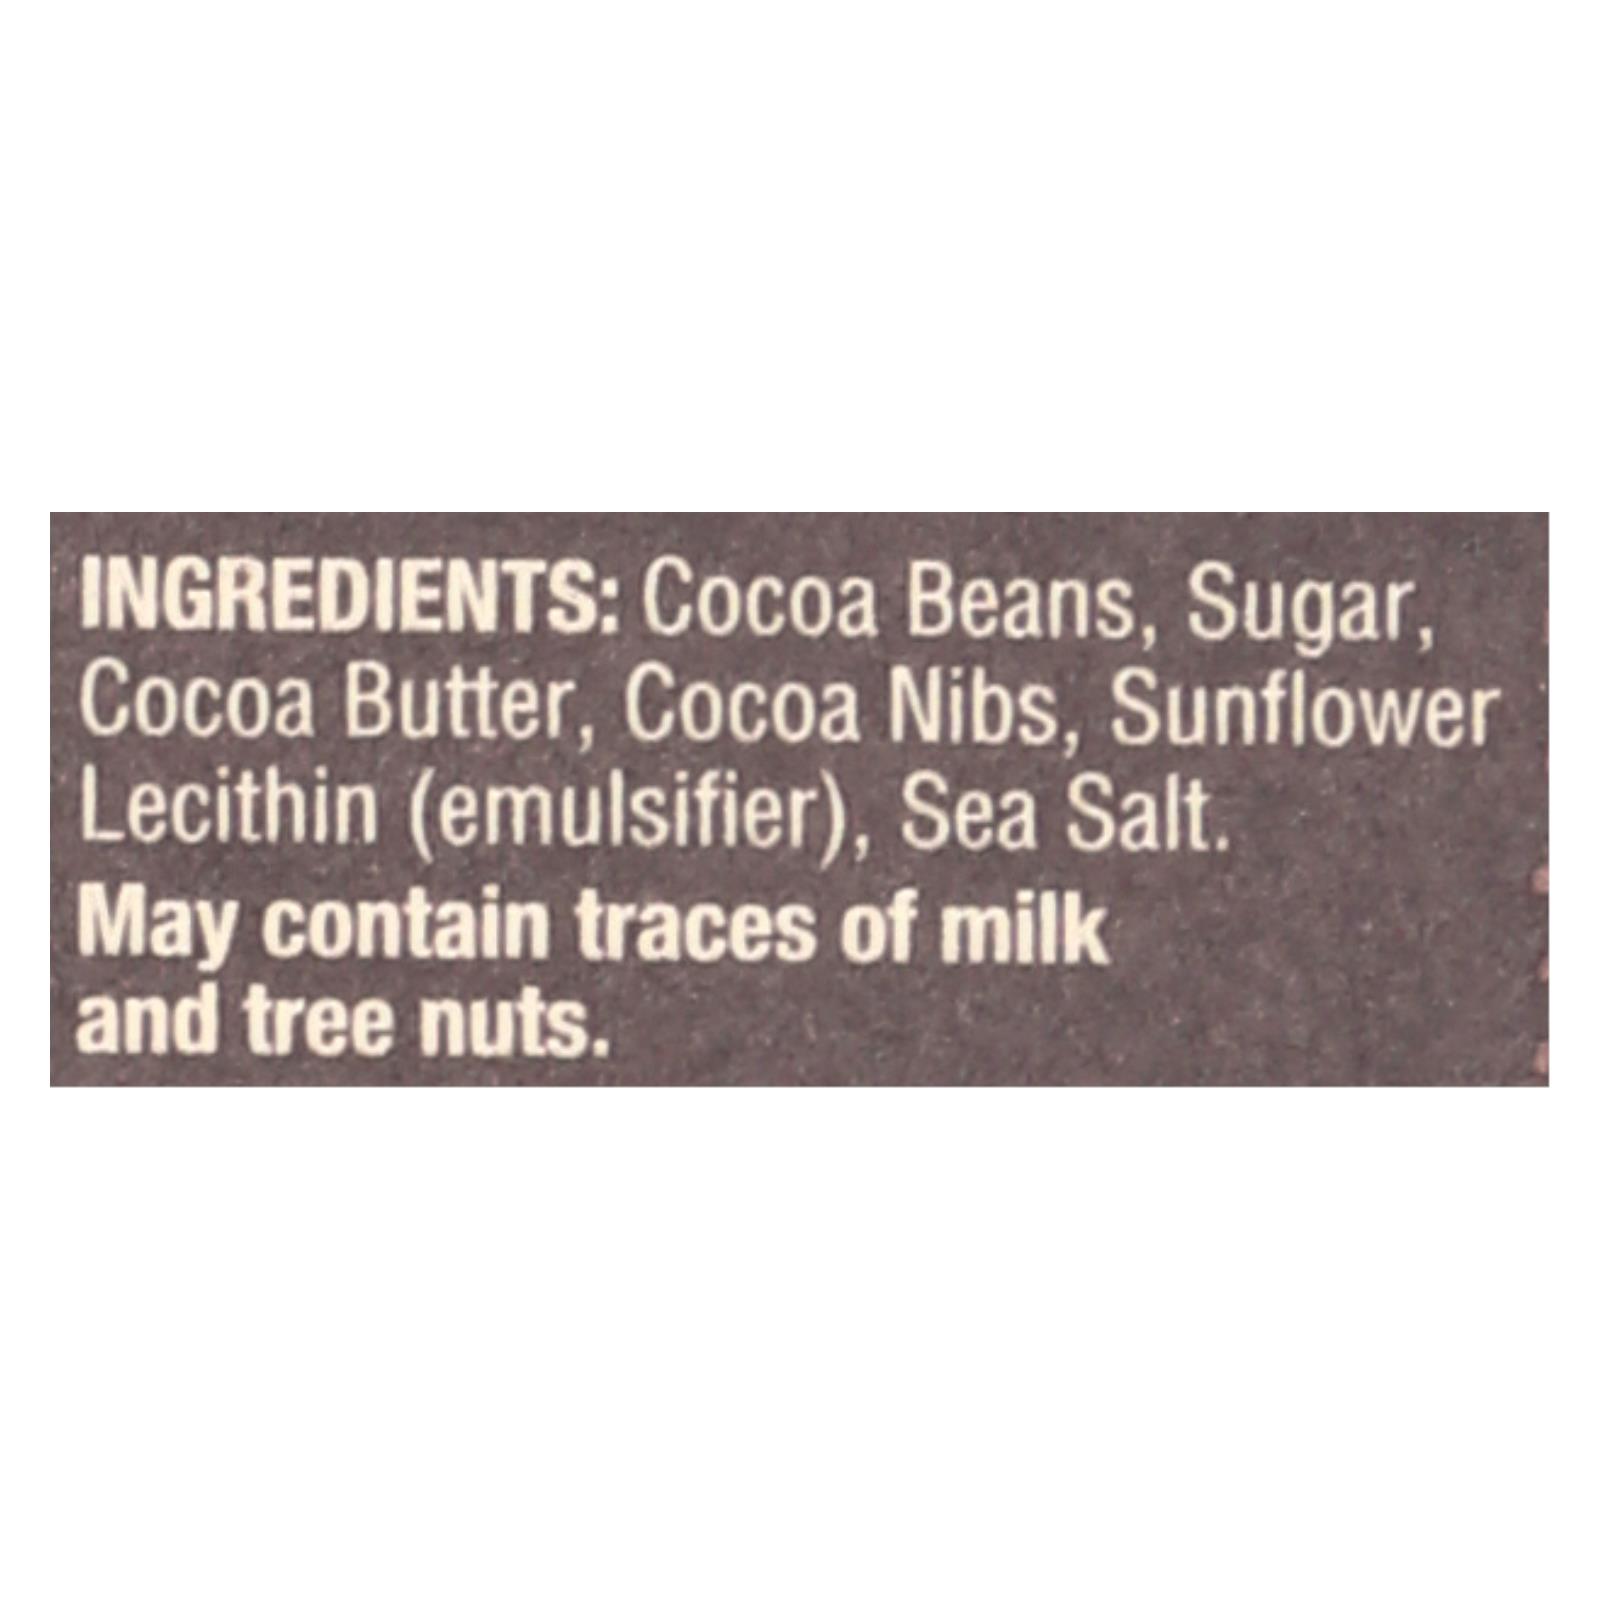 INGREDIENTS: Cocoa Beans, Sugar,
Cocoa Butter, Cocoa Nibs, Sunflower
Lecithin (emulsifier), Sea Salt.
May contain traces of milk
and tree nuts.